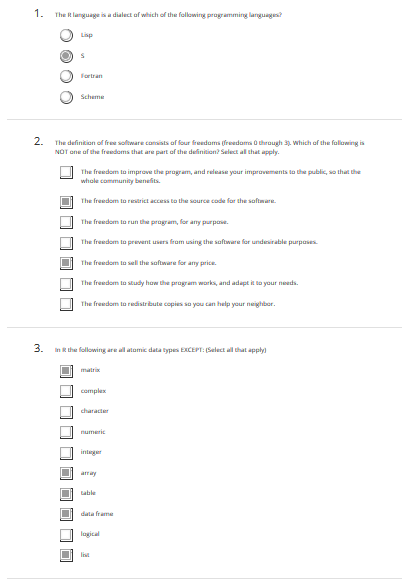 1. The R language is a dialect of which of the following programming languages?
Lisp
S
Fortran
Scheme
2. The definition of free software consists of four freedoms (freedoms 0 through 3). Which of the following is
NOT one of the freedoms that are part of the definition? Select all that apply.
The freedom to improve the program, and release your improvements to the public, so that the
whole community benefits.
The freedom to restrict access to the source code for the software.
The freedom to run the program, for any purpose.
The freedom to prevent users from using the software for undesirable purposes.
The freedom to sell the software for any price.
The freedom to study how the program works, and adapt it to your needs.
The freedom to redistribute copies so you can help your neighbor.
3. In R the following are all atomic data types EXCEPT: (Select all that apply)
matrix
complex
character
numeric
integer
array
table
data frame
logical
list